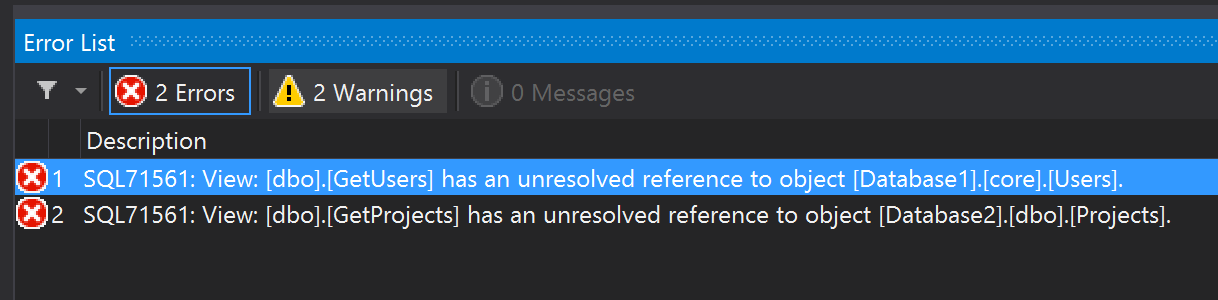 Error List
2 Errors 2 Warnings 0 Messages
Description
1 SQL71561: View: [dbo].[GetUsers] has an unresolved reference to object [Database1].[core].[Users].
2 SQL71561: View: [dbo].[GetProjects] has an unresolved reference to object [Database2].[dbo].[Projects].